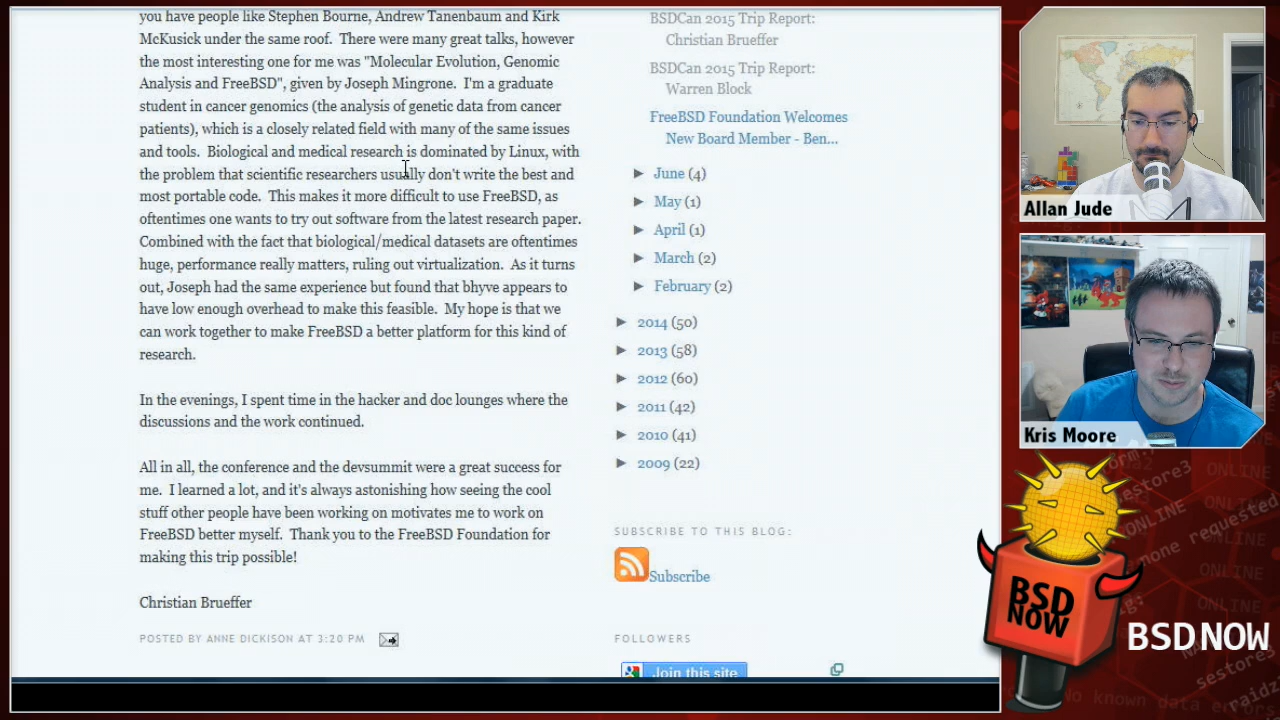 you have people like Stephen Bourne, Andrew Tanenbaum and Kirk
McKusick under the same roof.  There were many great talks, however
the most interesting one for me was "Molecular Evolution, Genomic
Analysis and FreeBSD", given by Joseph Mingrone.  I'm a graduate
student in cancer genomics (the analysis of genetic data from cancer
patients), which is a closely related field with many of the same issues
and tools.  Biological and medical research is dominated by Linux, with
the problem that scientific researchers usually don't write the best and
most portable code.  This makes it more difficult to use FreeBSD, as
oftentimes one wants to try out software from the latest research paper.
Combined with the fact that biological/medical datasets are oftentimes
huge, performance really matters, ruling out virtualization.  As it turns
out, Joseph had the same experience but found that bhyve appears to
have low enough overhead to make this feasible.  My hope is that we
can work together to make FreeBSD a better platform for this kind of
research.
In the evenings, I spent time in the hacker and doc lounges where the
discussions and the work continued.
All in all, the conference and the devsummit were a great success for
me.  I learned a lot, and it's always astonishing how seeing the cool
stuff other people have been working on motivates me to work on
FreeBSD better myself.  Thank you to the FreeBSD Foundation for
making this trip possible!
Christian Brueffer
POSTED BY ANNE DICKISON AT 3:20 PM
BSDCan 2015 Trip Report:
Christian Brueffer
BSDCan 2015 Trip Report:
Warren Block
FreeBSD Foundation Welcomes
New Board Member - Ben...
► June (4)
► May (1)
► April (1)
► March (2)
► February (2)
► 2014 (50)
► 2013 (58)
► 2012 (60)
► 2011 (42)
► 2010 (41)
► 2009 (22)
SUBSCRIBE TO THIS BLOG:
Subscribe
FOLLOWERS
Join this site
Allan Jude
Kris Moore
BSD
NOW
BSDNOW
ONLINE
ONLINE
ONLINE
ONLINE
estore3
none requested
No known data errors